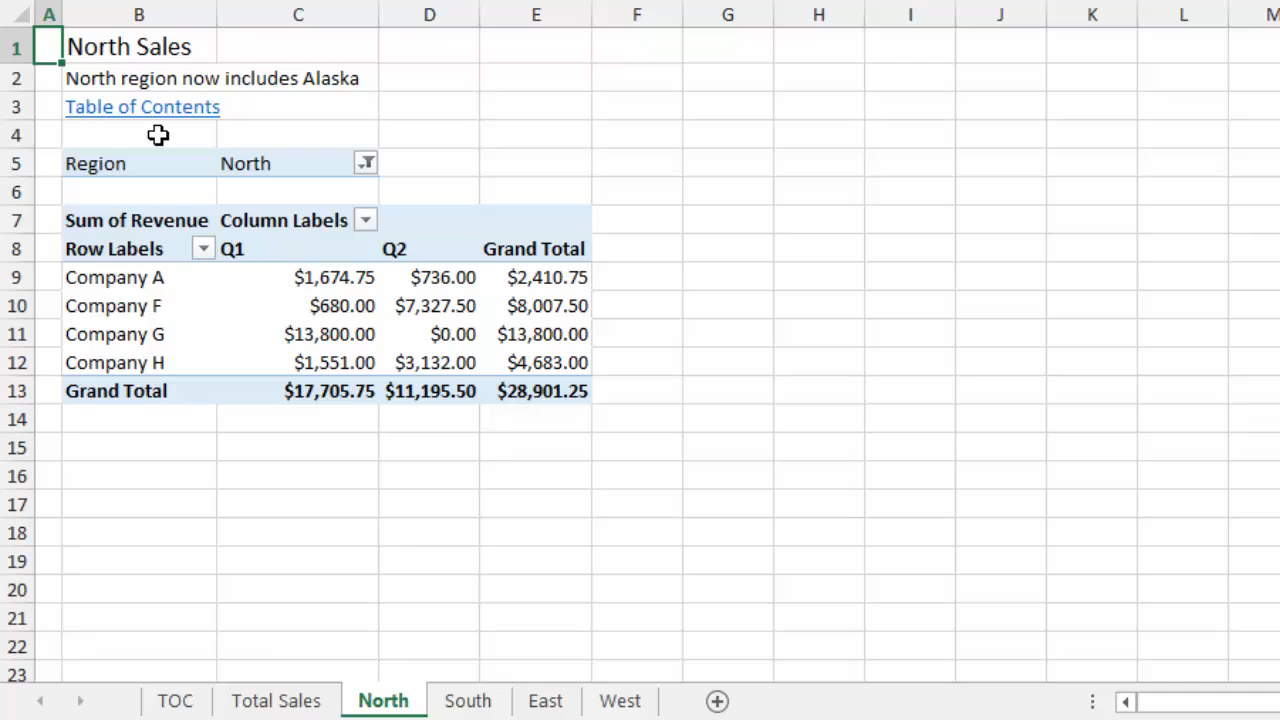 A B C D E F G H I J K L M
1 North Sales
2 North region now includes Alaska
3 Table of Contents
4
5 Region North
6
7 Sum of Revenue Column Labels
8 Row Labels Q1 Q2 Grand Total
9 Company A $1,674.75 $736.00 $2,410.75
10 Company F $680.00 $7,327.50 $8,007.50
11 Company G $13,800.00 $0.00 $13,800.00
12 Company H $1,551.00 $3,132.00 $4,683.00
13 Grand Total $17,705.75 $11,195.50 $28,901.25
14
15
16
17
18
19
20
21
22
23
TOC Total Sales North South East West